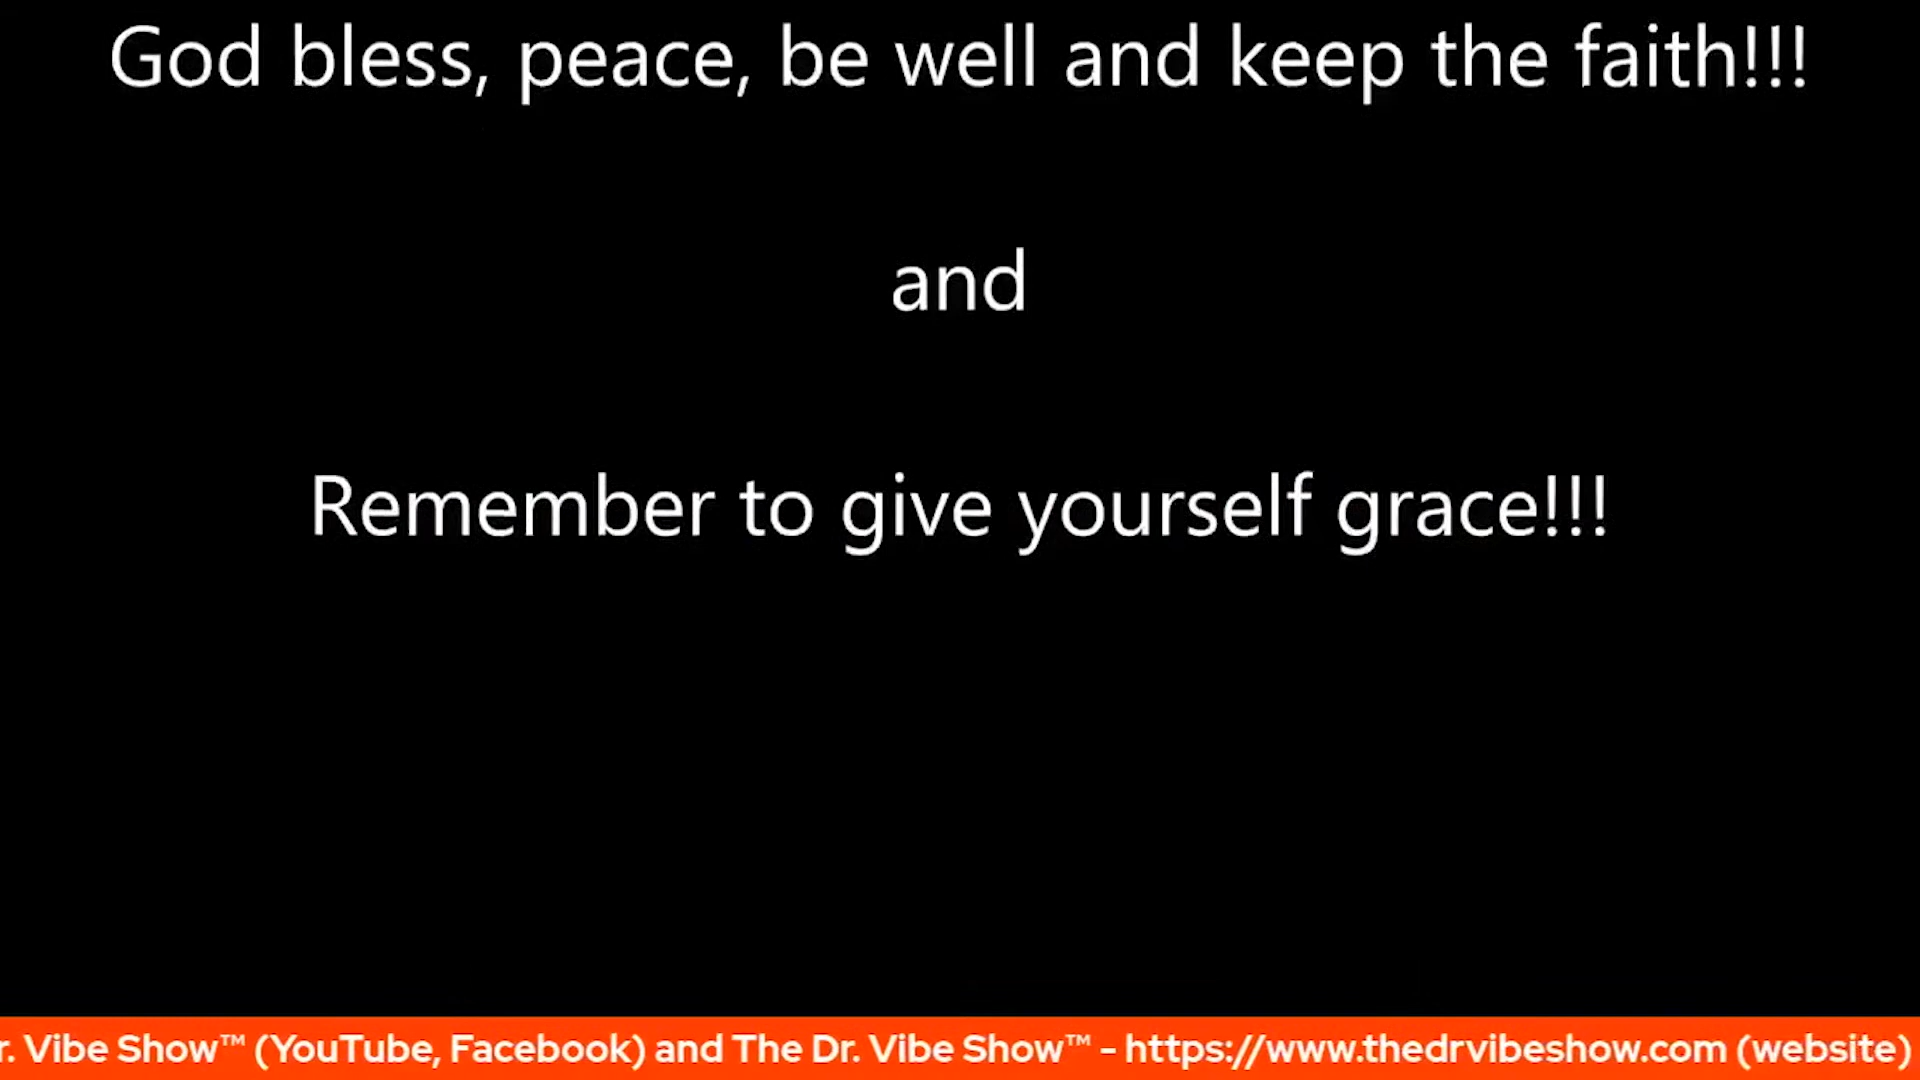 God bless, peace, be well and keep the faith!!!
and
Remember to give yourself grace!!!
r. Vibe Show™ (YouTube, Facebook) and The Dr. Vibe Show™ - https://www.thedrvibeshow.com (website)